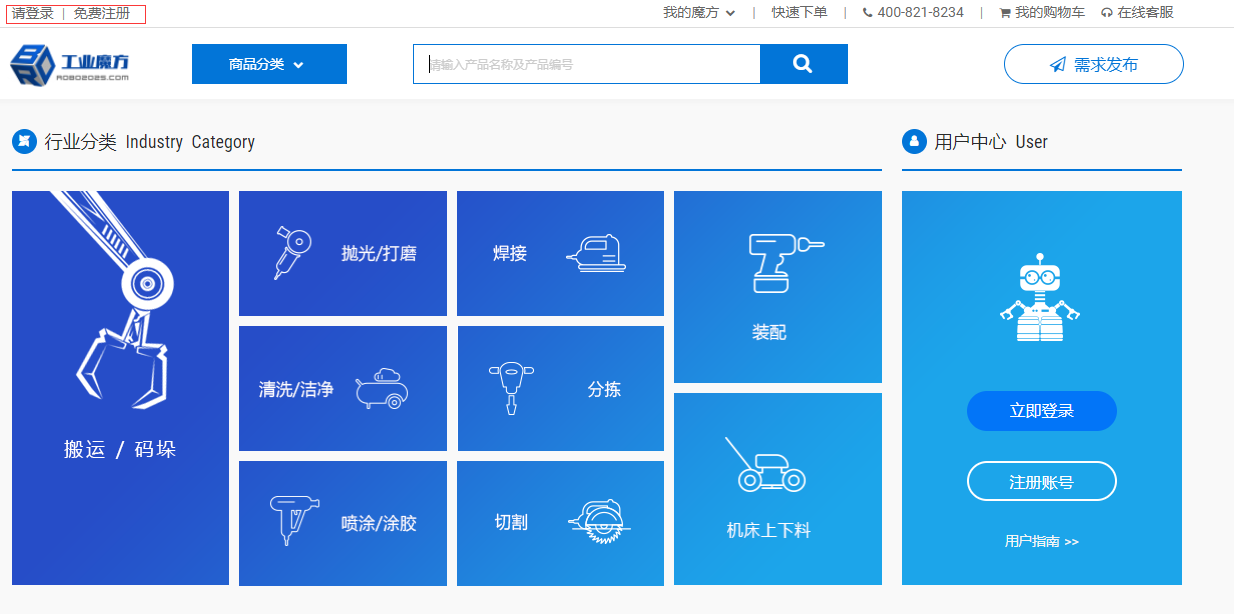 请登录 | 免费注册
我的魔方 | 快速下单 | 400-821-8234 | 我的购物车 在线客服
工业魔方
ROBO2025.COM
商品分类
请输入产品名称及产品编号
需求发布
行业分类 Industry Category
用户中心 User
搬运 / 码垛
抛光/打磨
焊接
装配
清洗/洁净
分拣
喷涂/涂胶
切割
机床上下料
立即登录
注册账号
用户指南 >>